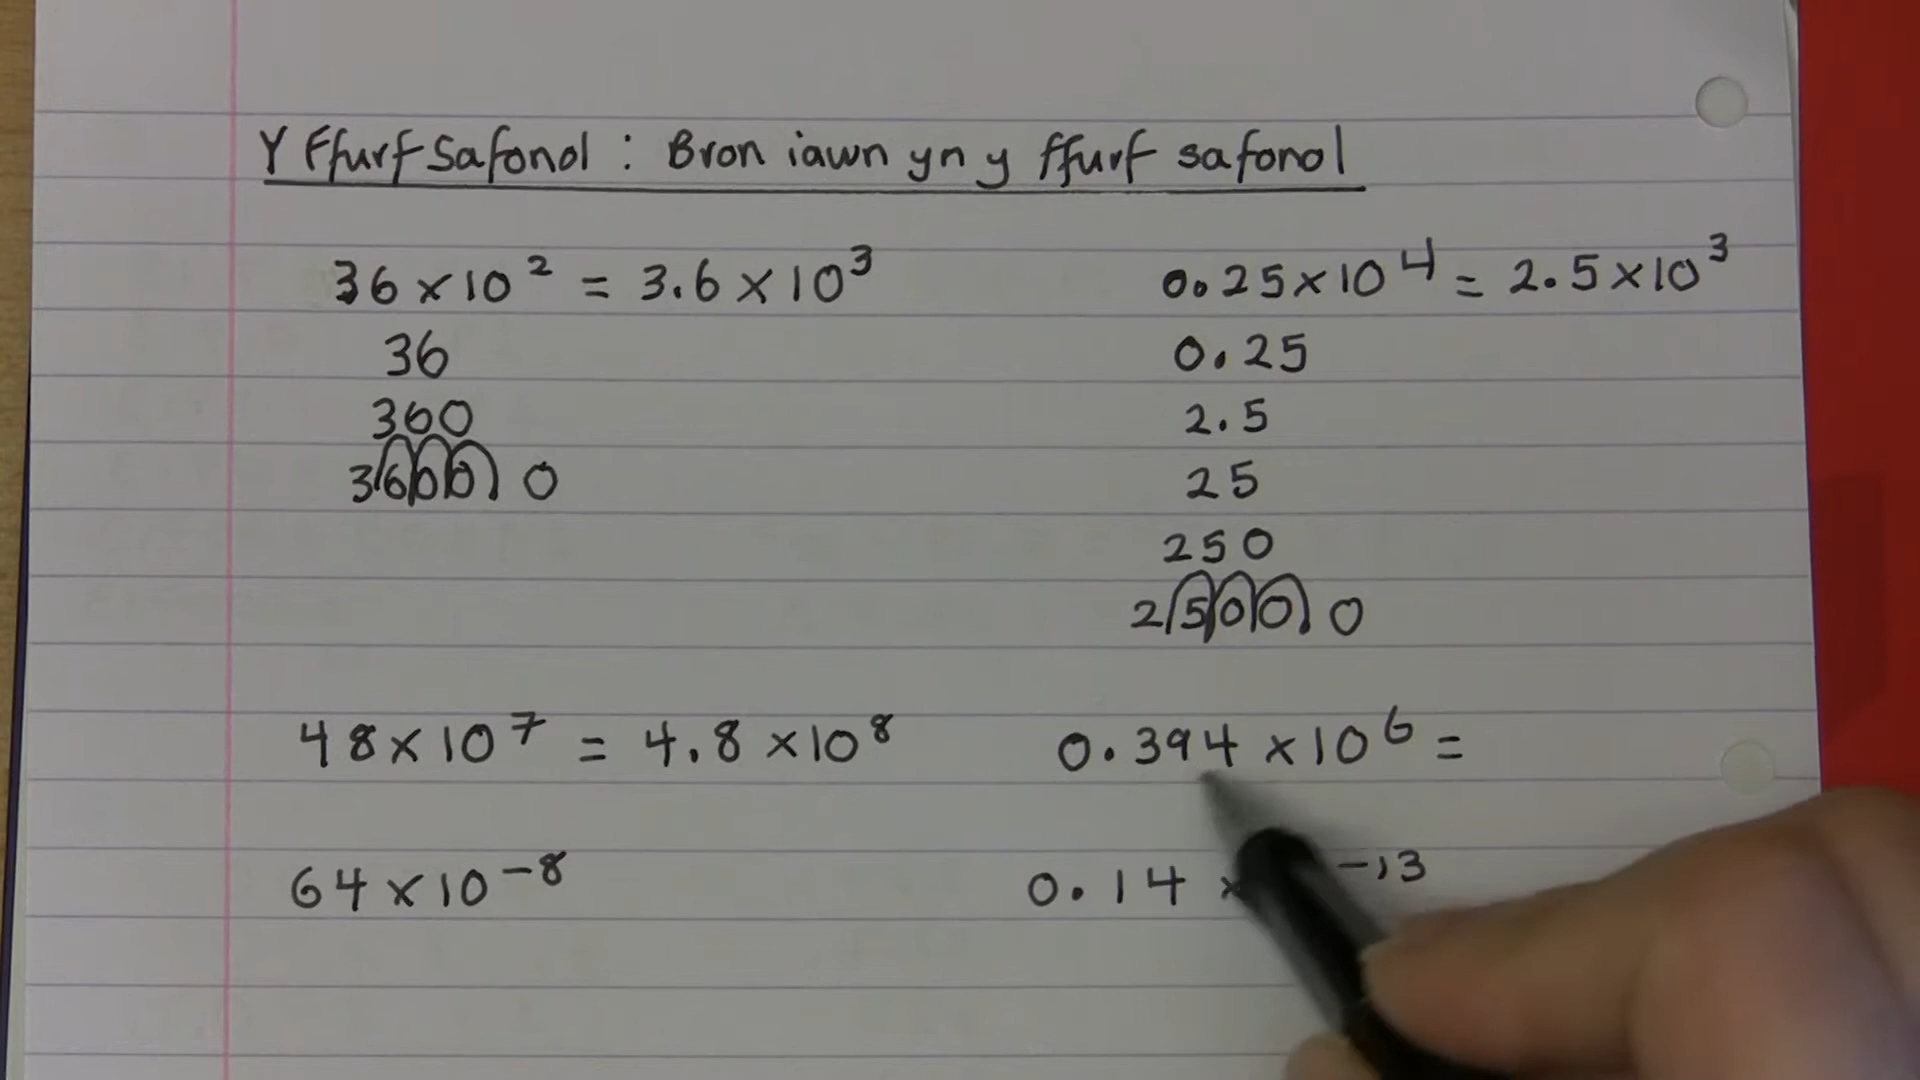 Y Ffurf Safonol : Bron iawn yn y ffurf safonol
36 × 10² = 3.6 × 10³
36
360
3600 0
0.25 × 10⁴ = 2.5 × 10³
0.25
2.5
25
250
2500 0
48 × 10⁷ = 4.8 × 10⁸
0.394 × 10⁶ =
64 × 10⁻⁸
0.14 × ⁻¹³